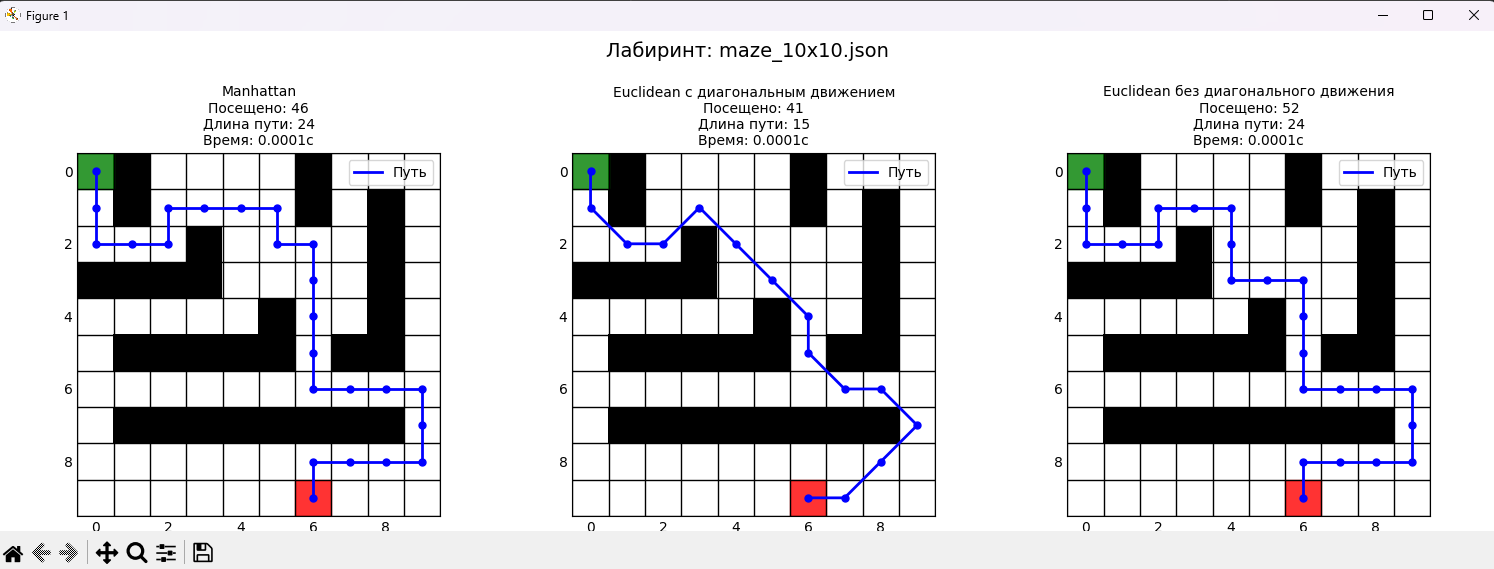 Figure 1
Лабиринт: maze_10x10.json
Manhattan
Посещено: 46
Длина пути: 24
Время: 0.0001с
Путь
0
2
4
6
8
0 2 4 6 8
Euclidean с диагональным движением
Посещено: 41
Длина пути: 15
Время: 0.0001с
Путь
0
2
4
6
8
0 2 4 6 8
Euclidean без диагонального движения
Посещено: 52
Длина пути: 24
Время: 0.0001с
Путь
0
2
4
6
8
0 2 4 6 8